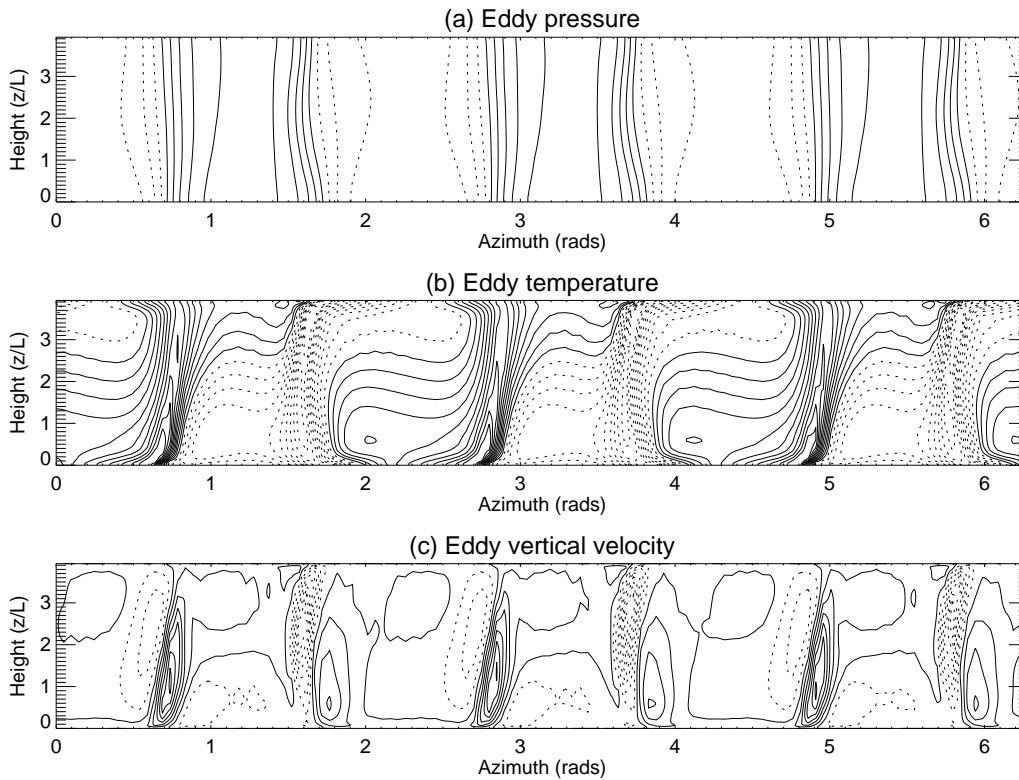 (a) Eddy pressure
Height (z/L)
3
2
1
0
0 1 2 3 4 5 6
Azimuth (rads)
(b) Eddy temperature
Height (z/L)
3
2
1
0
0 1 2 3 4 5 6
Azimuth (rads)
(c) Eddy vertical velocity
Height (z/L)
3
2
1
0
0 1 2 3 4 5 6
Azimuth (rads)